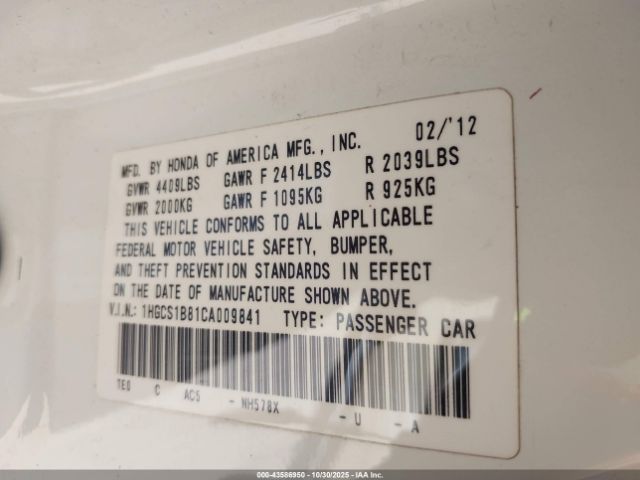 02/'12
MFD. BY HONDA OF AMERICA MFG., INC.
GVWR 4409LBS GAWR F 2414LBS R 2039LBS
GVWR 2000KG GAWR F 1095KG R 925KG
THIS VEHICLE CONFORMS TO ALL APPLICABLE
FEDERAL MOTOR VEHICLE SAFETY, BUMPER,
AND THEFT PREVENTION STANDARDS IN EFFECT
ON THE DATE OF MANUFACTURE SHOWN ABOVE.
V.I.N.: 1HGCS1B81CA009841 TYPE: PASSENGER CAR
TE0 C AC5 - NH578X - U - A
000-43586950 - 10/30/2025 - IAA Inc.